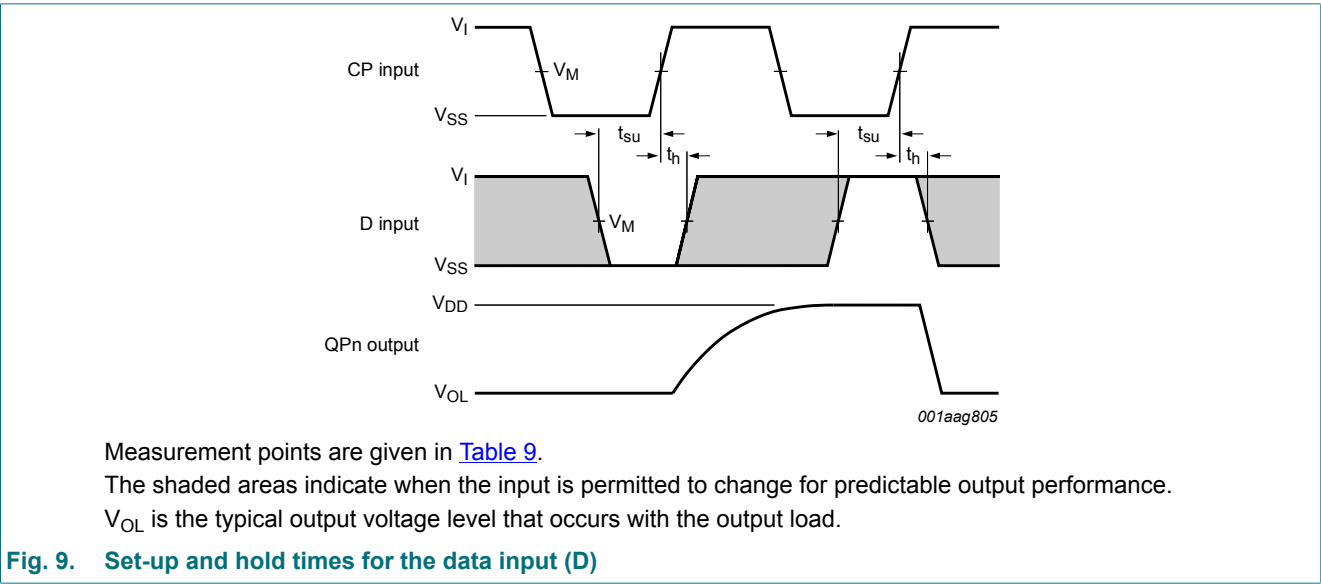 V_I
CP input
V_M
V_SS
t_su
t_su
t_h
t_h
V_I
D input
V_M
V_SS
V_DD
QPn output
V_OL
001aag805
Measurement points are given in Table 9.
The shaded areas indicate when the input is permitted to change for predictable output performance.
V_OL is the typical output voltage level that occurs with the output load.
Fig. 9. Set-up and hold times for the data input (D)